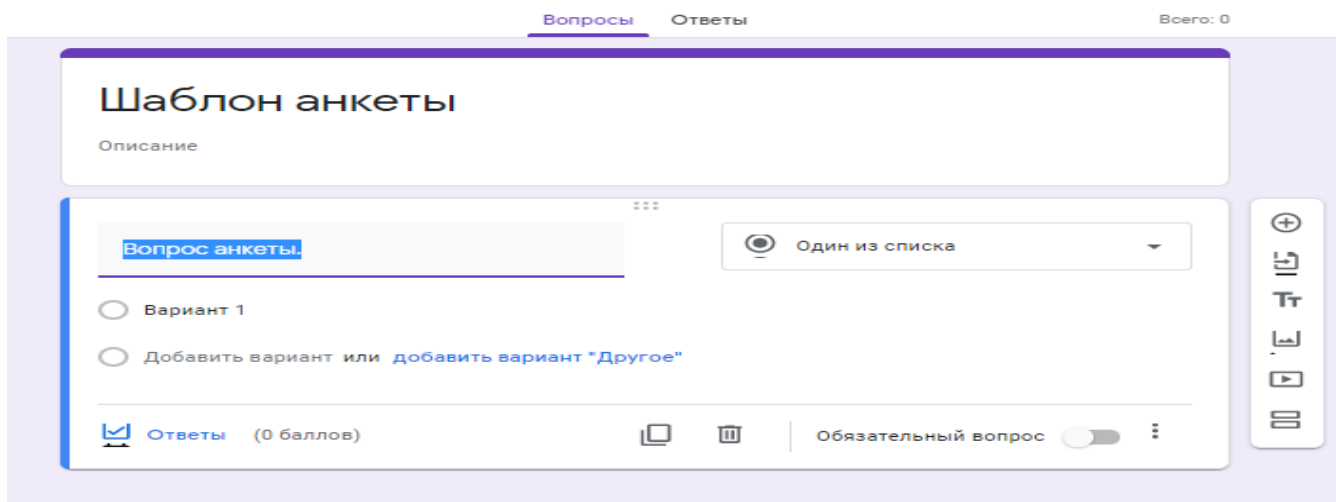 Вопросы Ответы Всего: 0
Шаблон анкеты
Описание
Вопрос анкеты. Один из списка
Вариант 1
Добавить вариант или добавить вариант "Другое"
Ответы (0 баллов) Обязательный вопрос
Тт